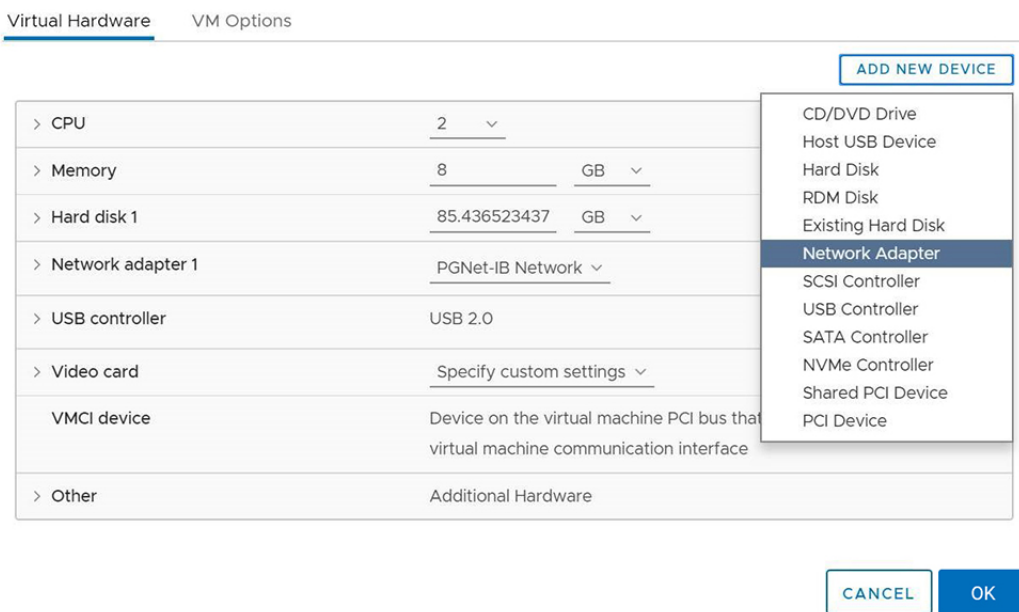 Virtual Hardware
VM Options
ADD NEW DEVICE
CPU
2
Memory
8
GB
Hard disk 1
85.436523437
GB
Network adapter 1
PGNet-IB Network
USB controller
USB 2.0
Video card
Specify custom settings
VMCI device
Device on the virtual machine PCI bus that
virtual machine communication interface
Other
Additional Hardware
CD/DVD Drive
Host USB Device
Hard Disk
RDM Disk
Existing Hard Disk
Network Adapter
SCSI Controller
USB Controller
SATA Controller
NVMe Controller
Shared PCI Device
PCI Device
CANCEL
OK